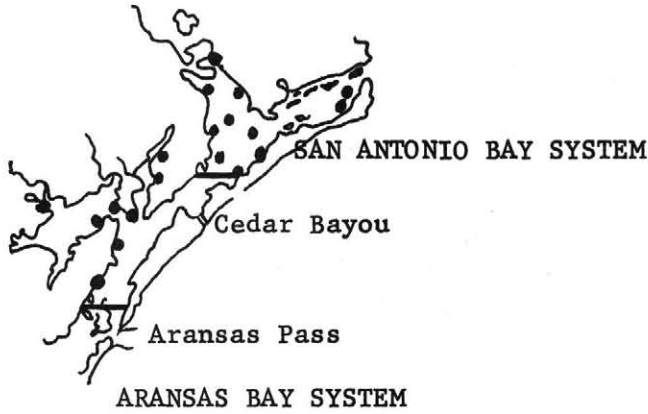 SAN ANTONIO BAY SYSTEM
Cedar Bayou
Aransas Pass
ARANSAS BAY SYSTEM